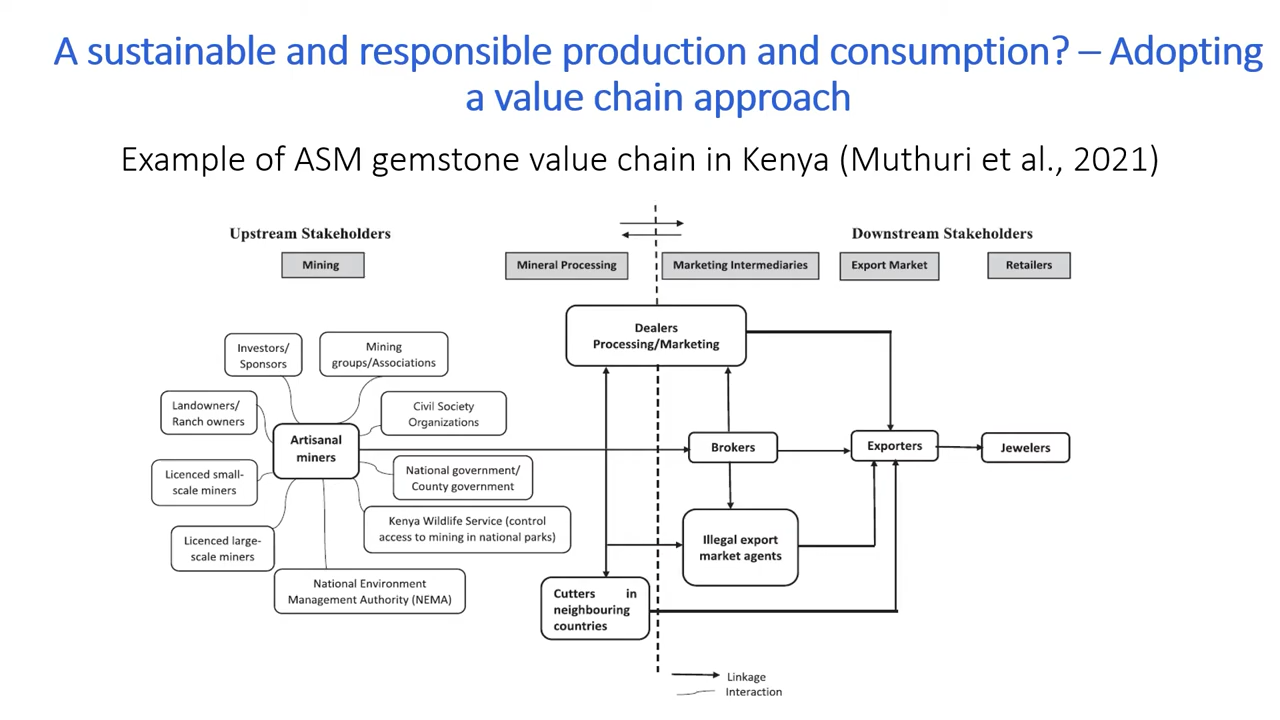 A sustainable and responsible production and consumption? – Adopting
a value chain approach
Example of ASM gemstone value chain in Kenya (Muthuri et al., 2021)
Upstream Stakeholders
Downstream Stakeholders
Mining
Mineral Processing
Marketing Intermediaries
Export Market
Retailers
Dealers
Processing/Marketing
Investors/
Sponsors
Mining
groups/Associations
Landowners/
Ranch owners
Civil Society
Organizations
Artisanal
miners
Brokers
Exporters
Jewelers
Licenced small-
scale miners
National government/
County government
Kenya Wildlife Service (control
access to mining in national parks)
Licenced large-
scale miners
Illegal export
market agents
National Environment
Management Authority (NEMA)
Cutters in
neighbouring
countries
Linkage
Interaction